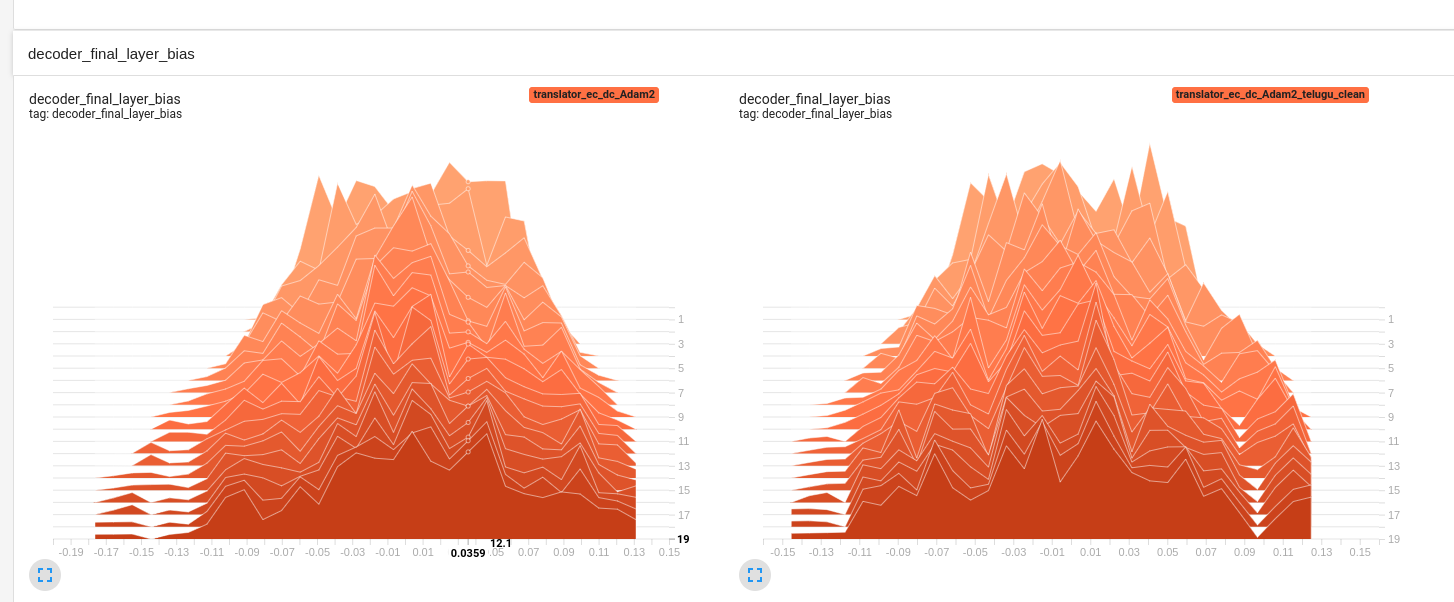 decoder_final_layer_bias
decoder_final_layer_bias
tag: decoder_final_layer_bias
translator_ec_dc_Adam2
1
3
5
7
9
11
13
15
17
19
12.1
0.0359
-0.19 -0.17 -0.15 -0.13 -0.11 -0.09 -0.07 -0.05 -0.03 -0.01 0.01 .05 0.07 0.09 0.11 0.13 0.15
decoder_final_layer_bias
tag: decoder_final_layer_bias
translator_ec_dc_Adam2_telugu_clean
1
3
5
7
9
11
13
15
17
19
-0.15 -0.13 -0.11 -0.09 -0.07 -0.05 -0.03 -0.01 0.01 0.03 0.05 0.07 0.09 0.11 0.13 0.15